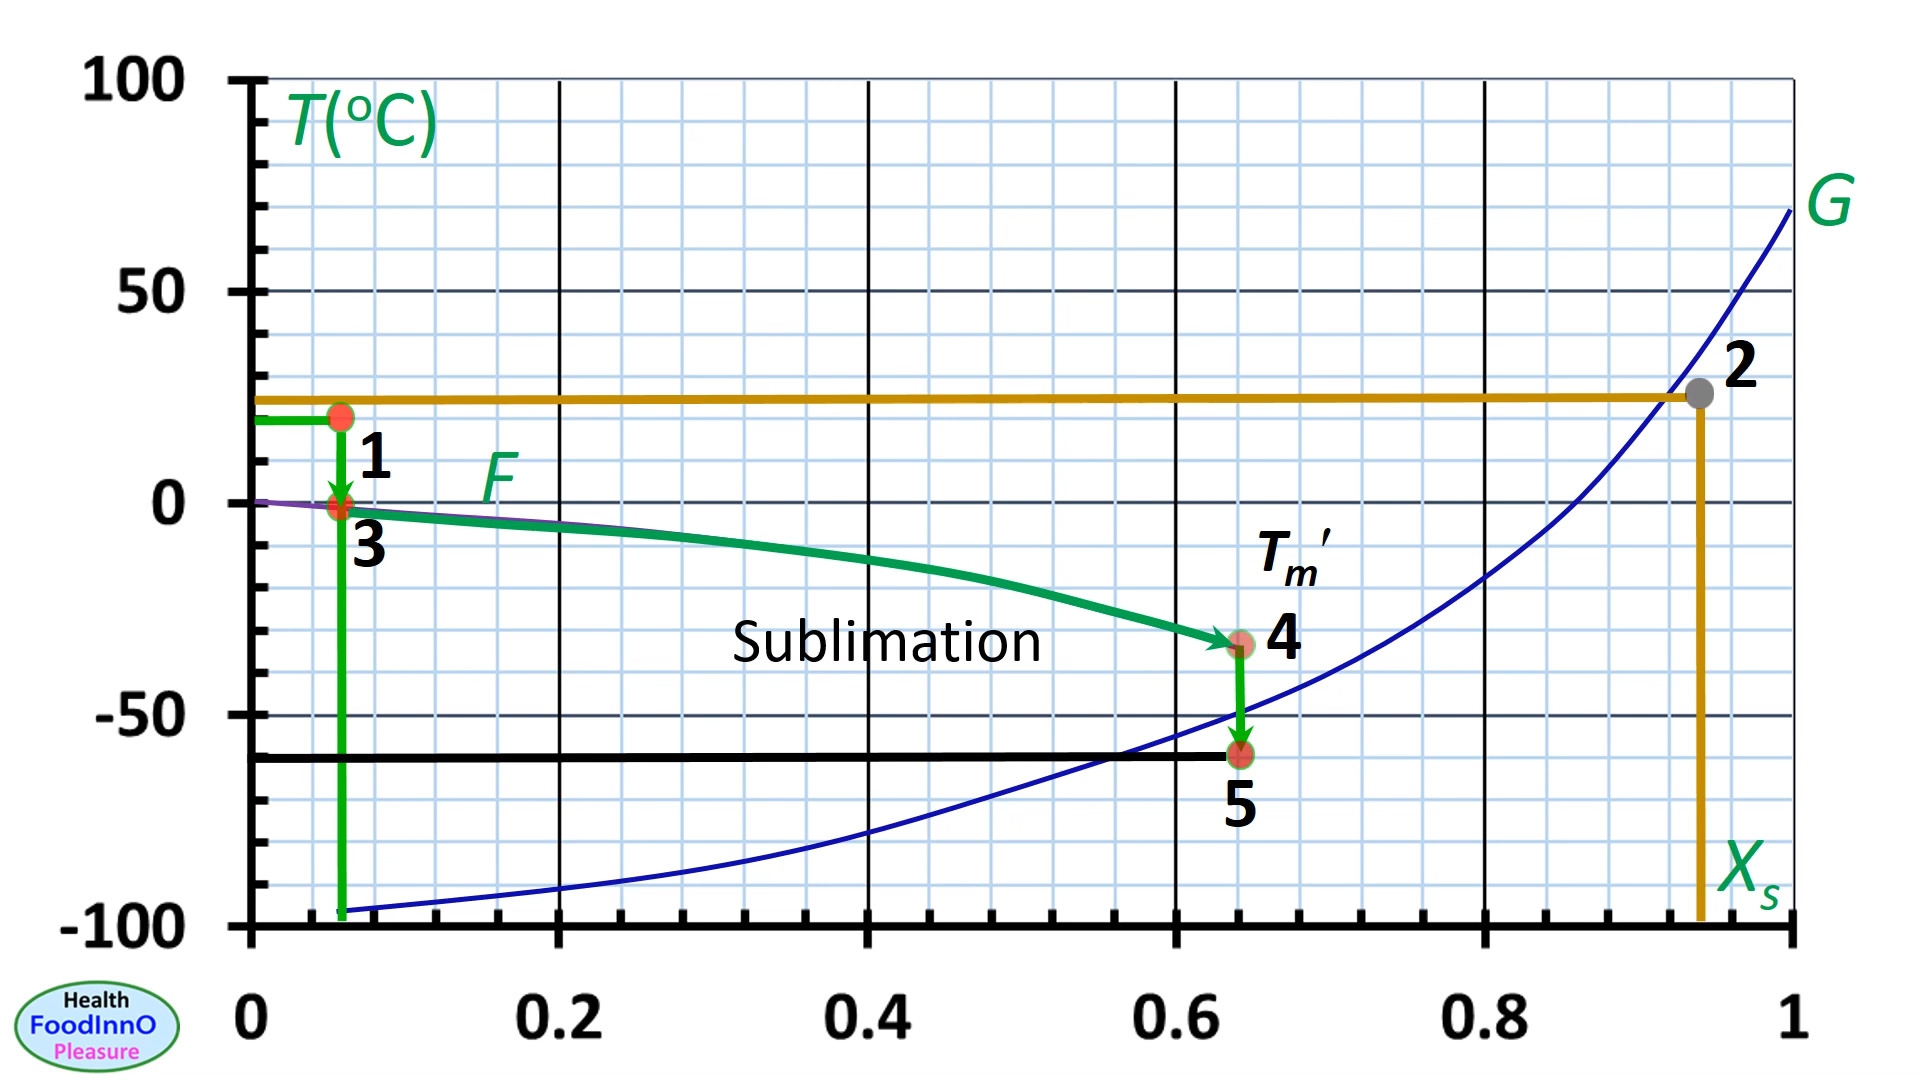 100
T(°C)
G
50
2
1
F
0
3
Tm′
4
Sublimation
-50
5
Xs
-100
0 0.2 0.4 0.6 0.8 1
Health
FoodInnO
Pleasure